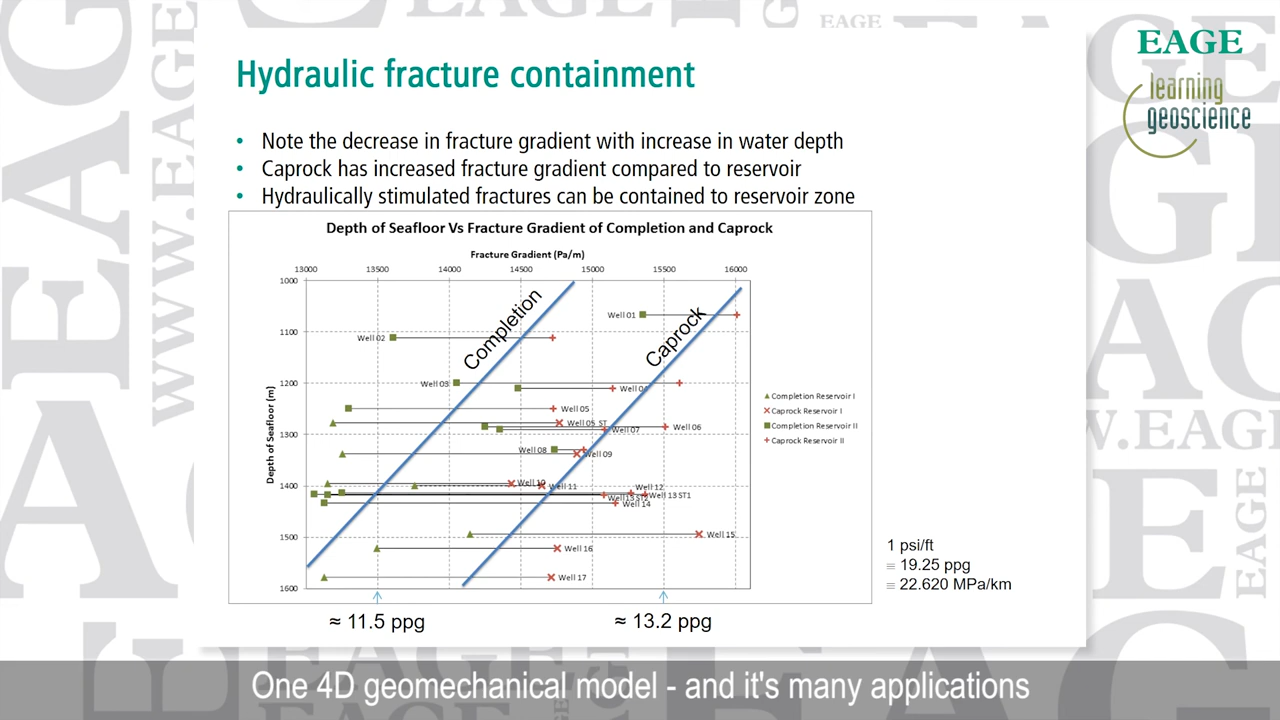 EAGE
learning
geoscience
Hydraulic fracture containment
• Note the decrease in fracture gradient with increase in water depth
• Caprock has increased fracture gradient compared to reservoir
• Hydraulically stimulated fractures can be contained to reservoir zone
Depth of Seafloor Vs Fracture Gradient of Completion and Caprock
Fracture Gradient (Pa/m)
13000 13500 14000 14500 15000 15500 16000
Depth of Seafloor (m)
1000
1100
1200
1300
1400
1500
1600
Completion
Caprock
Well 01
Well 02
Well 03
Well 04
Well 05
Well 05 ST
Well 06
Well 07
Well 08
Well 09
Well 10
Well 11
Well 12
Well 13 ST1
Well 14
Well 15
Well 16
Well 17
Completion Reservoir I
Caprock Reservoir I
Completion Reservoir II
Caprock Reservoir II
≈ 11.5 ppg
≈ 13.2 ppg
1 psi/ft
= 19.25 ppg
= 22.620 MPa/km
One 4D geomechanical model - and it's many applications